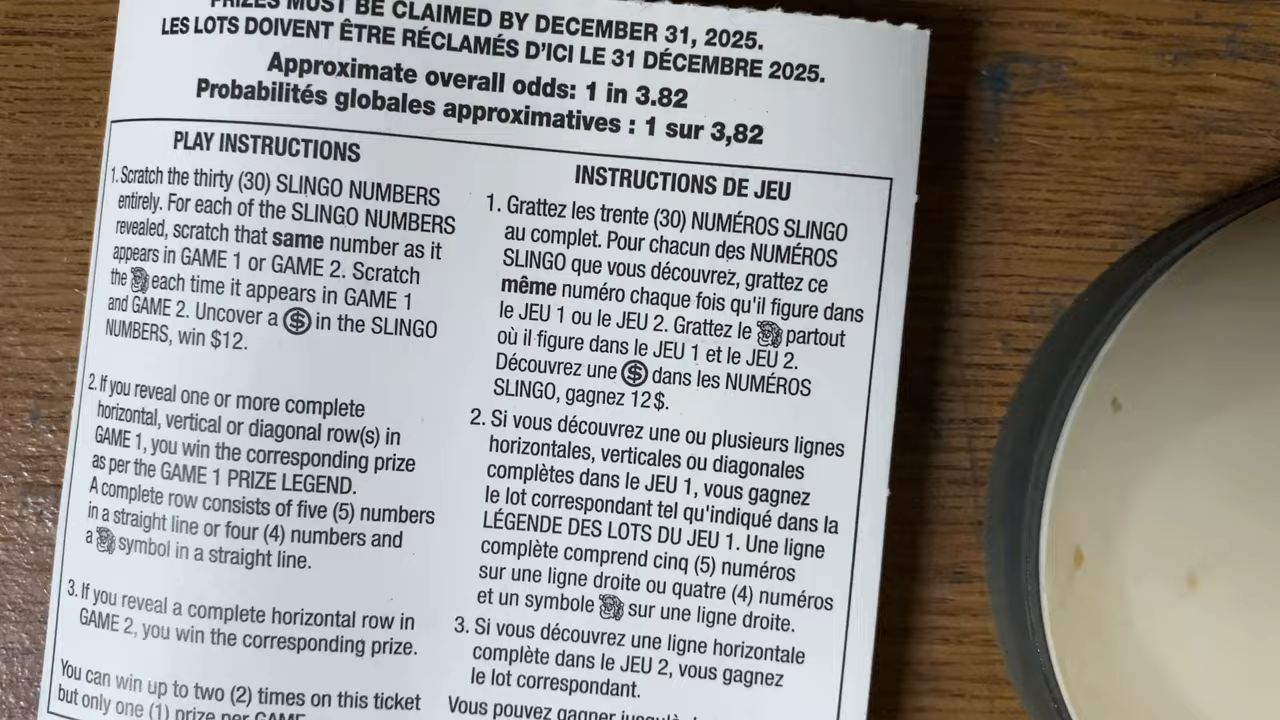 PRIZES MUST BE CLAIMED BY DECEMBER 31, 2025.
LES LOTS DOIVENT ÊTRE RÉCLAMÉS D'ICI LE 31 DÉCEMBRE 2025.
Approximate overall odds: 1 in 3.82
Probabilités globales approximatives : 1 sur 3,82
PLAY INSTRUCTIONS
1. Scratch the thirty (30) SLINGO NUMBERS
entirely. For each of the SLINGO NUMBERS
revealed, scratch that same number as it
appears in GAME 1 or GAME 2. Scratch
the each time it appears in GAME 1
and GAME 2. Uncover a $ in the SLINGO
NUMBERS, win $12.
2. If you reveal one or more complete
horizontal, vertical or diagonal row(s) in
GAME 1, you win the corresponding prize
as per the GAME 1 PRIZE LEGEND.
A complete row consists of five (5) numbers
in a straight line or four (4) numbers and
a symbol in a straight line.
3. If you reveal a complete horizontal row in
GAME 2, you win the corresponding prize.
You can win up to two (2) times on this ticket
but only one (1) prize per GAME.
INSTRUCTIONS DE JEU
1. Grattez les trente (30) NUMÉROS SLINGO
au complet. Pour chacun des NUMÉROS
SLINGO que vous découvrez, grattez ce
même numéro chaque fois qu'il figure dans
le JEU 1 ou le JEU 2. Grattez le partout
où il figure dans le JEU 1 et le JEU 2.
Découvrez une $ dans les NUMÉROS
SLINGO, gagnez 12 $.
2. Si vous découvrez une ou plusieurs lignes
horizontales, verticales ou diagonales
complètes dans le JEU 1, vous gagnez
le lot correspondant tel qu'indiqué dans la
LÉGENDE DES LOTS DU JEU 1. Une ligne
complète comprend cinq (5) numéros
sur une ligne droite ou quatre (4) numéros
et un symbole sur une ligne droite.
3. Si vous découvrez une ligne horizontale
complète dans le JEU 2, vous gagnez
le lot correspondant.
Vous pouvez gagner jusqu'à